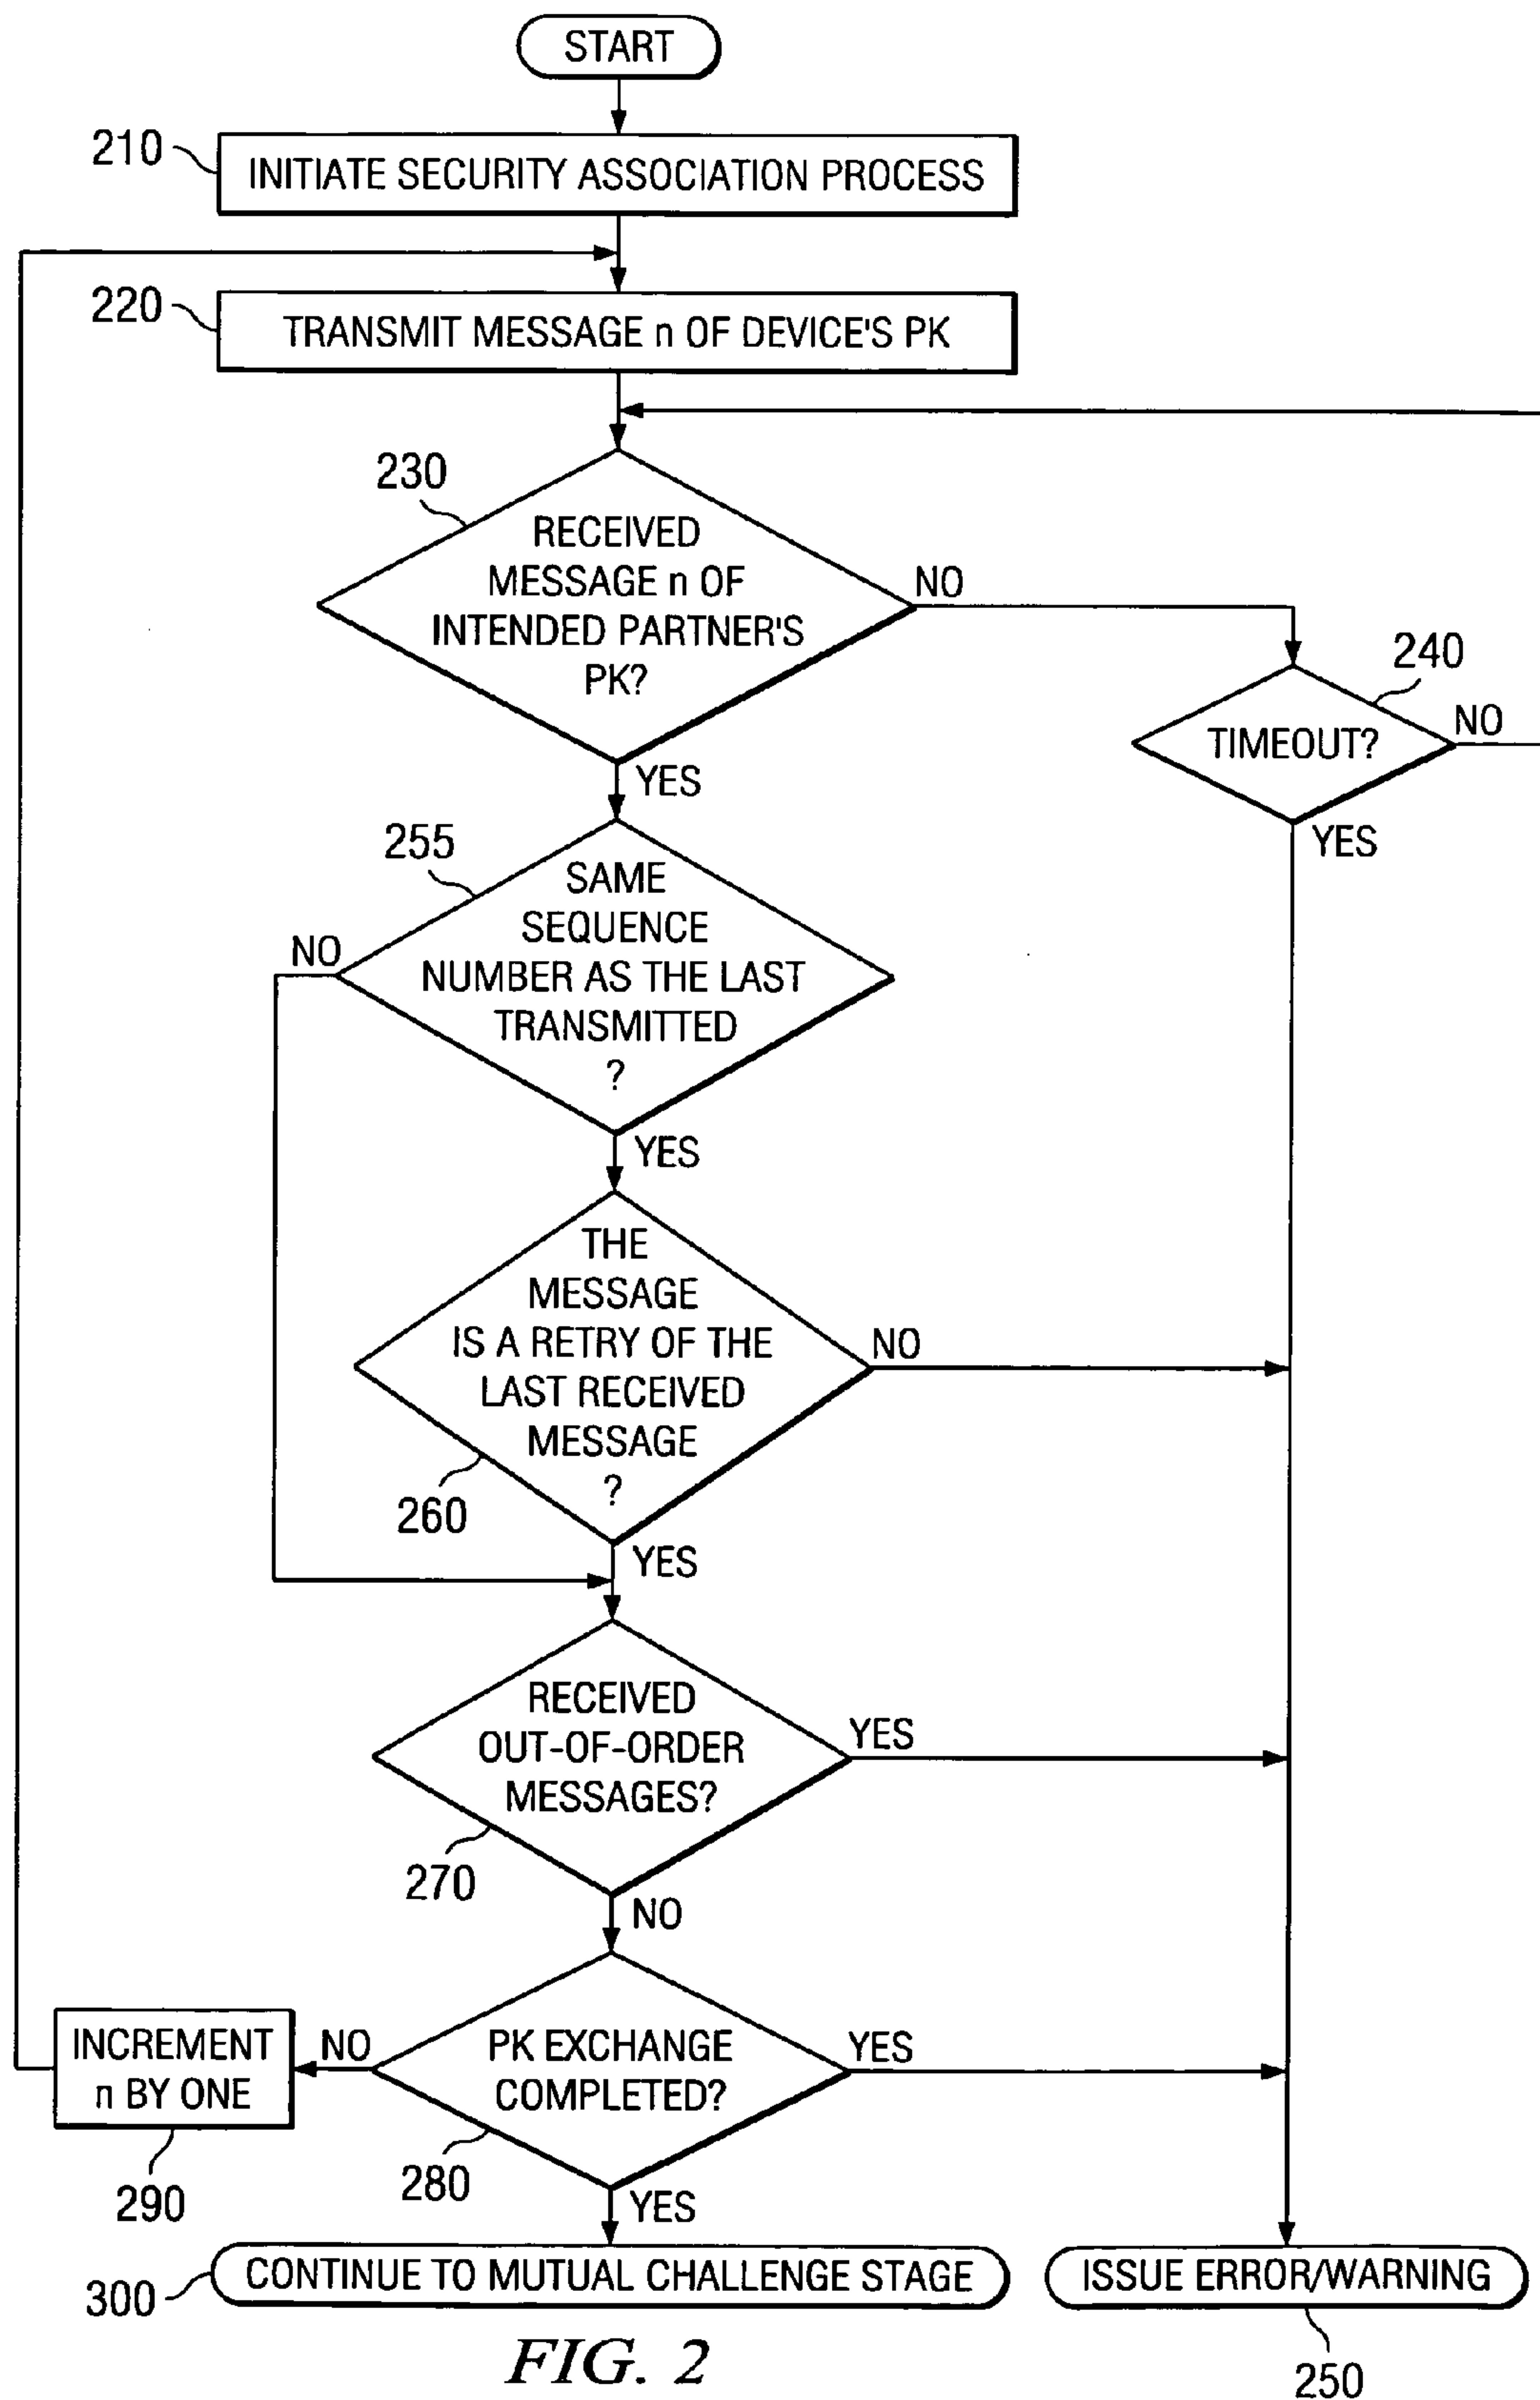 START
210
INITIATE SECURITY ASSOCIATION PROCESS
220
TRANSMIT MESSAGE n OF DEVICE'S PK
230
RECEIVED
MESSAGE n OF
INTENDED PARTNER'S
PK?
NO
YES
240
TIMEOUT?
NO
YES
255
SAME
SEQUENCE
NUMBER AS THE LAST
TRANSMITTED
?
NO
YES
THE
MESSAGE
IS A RETRY OF THE
LAST RECEIVED
MESSAGE
?
NO
260
YES
RECEIVED
OUT-OF-ORDER
MESSAGES?
YES
270
NO
PK EXCHANGE
COMPLETED?
YES
NO
INCREMENT
n BY ONE
290
280
YES
CONTINUE TO MUTUAL CHALLENGE STAGE
300
ISSUE ERROR/WARNING
250
FIG. 2